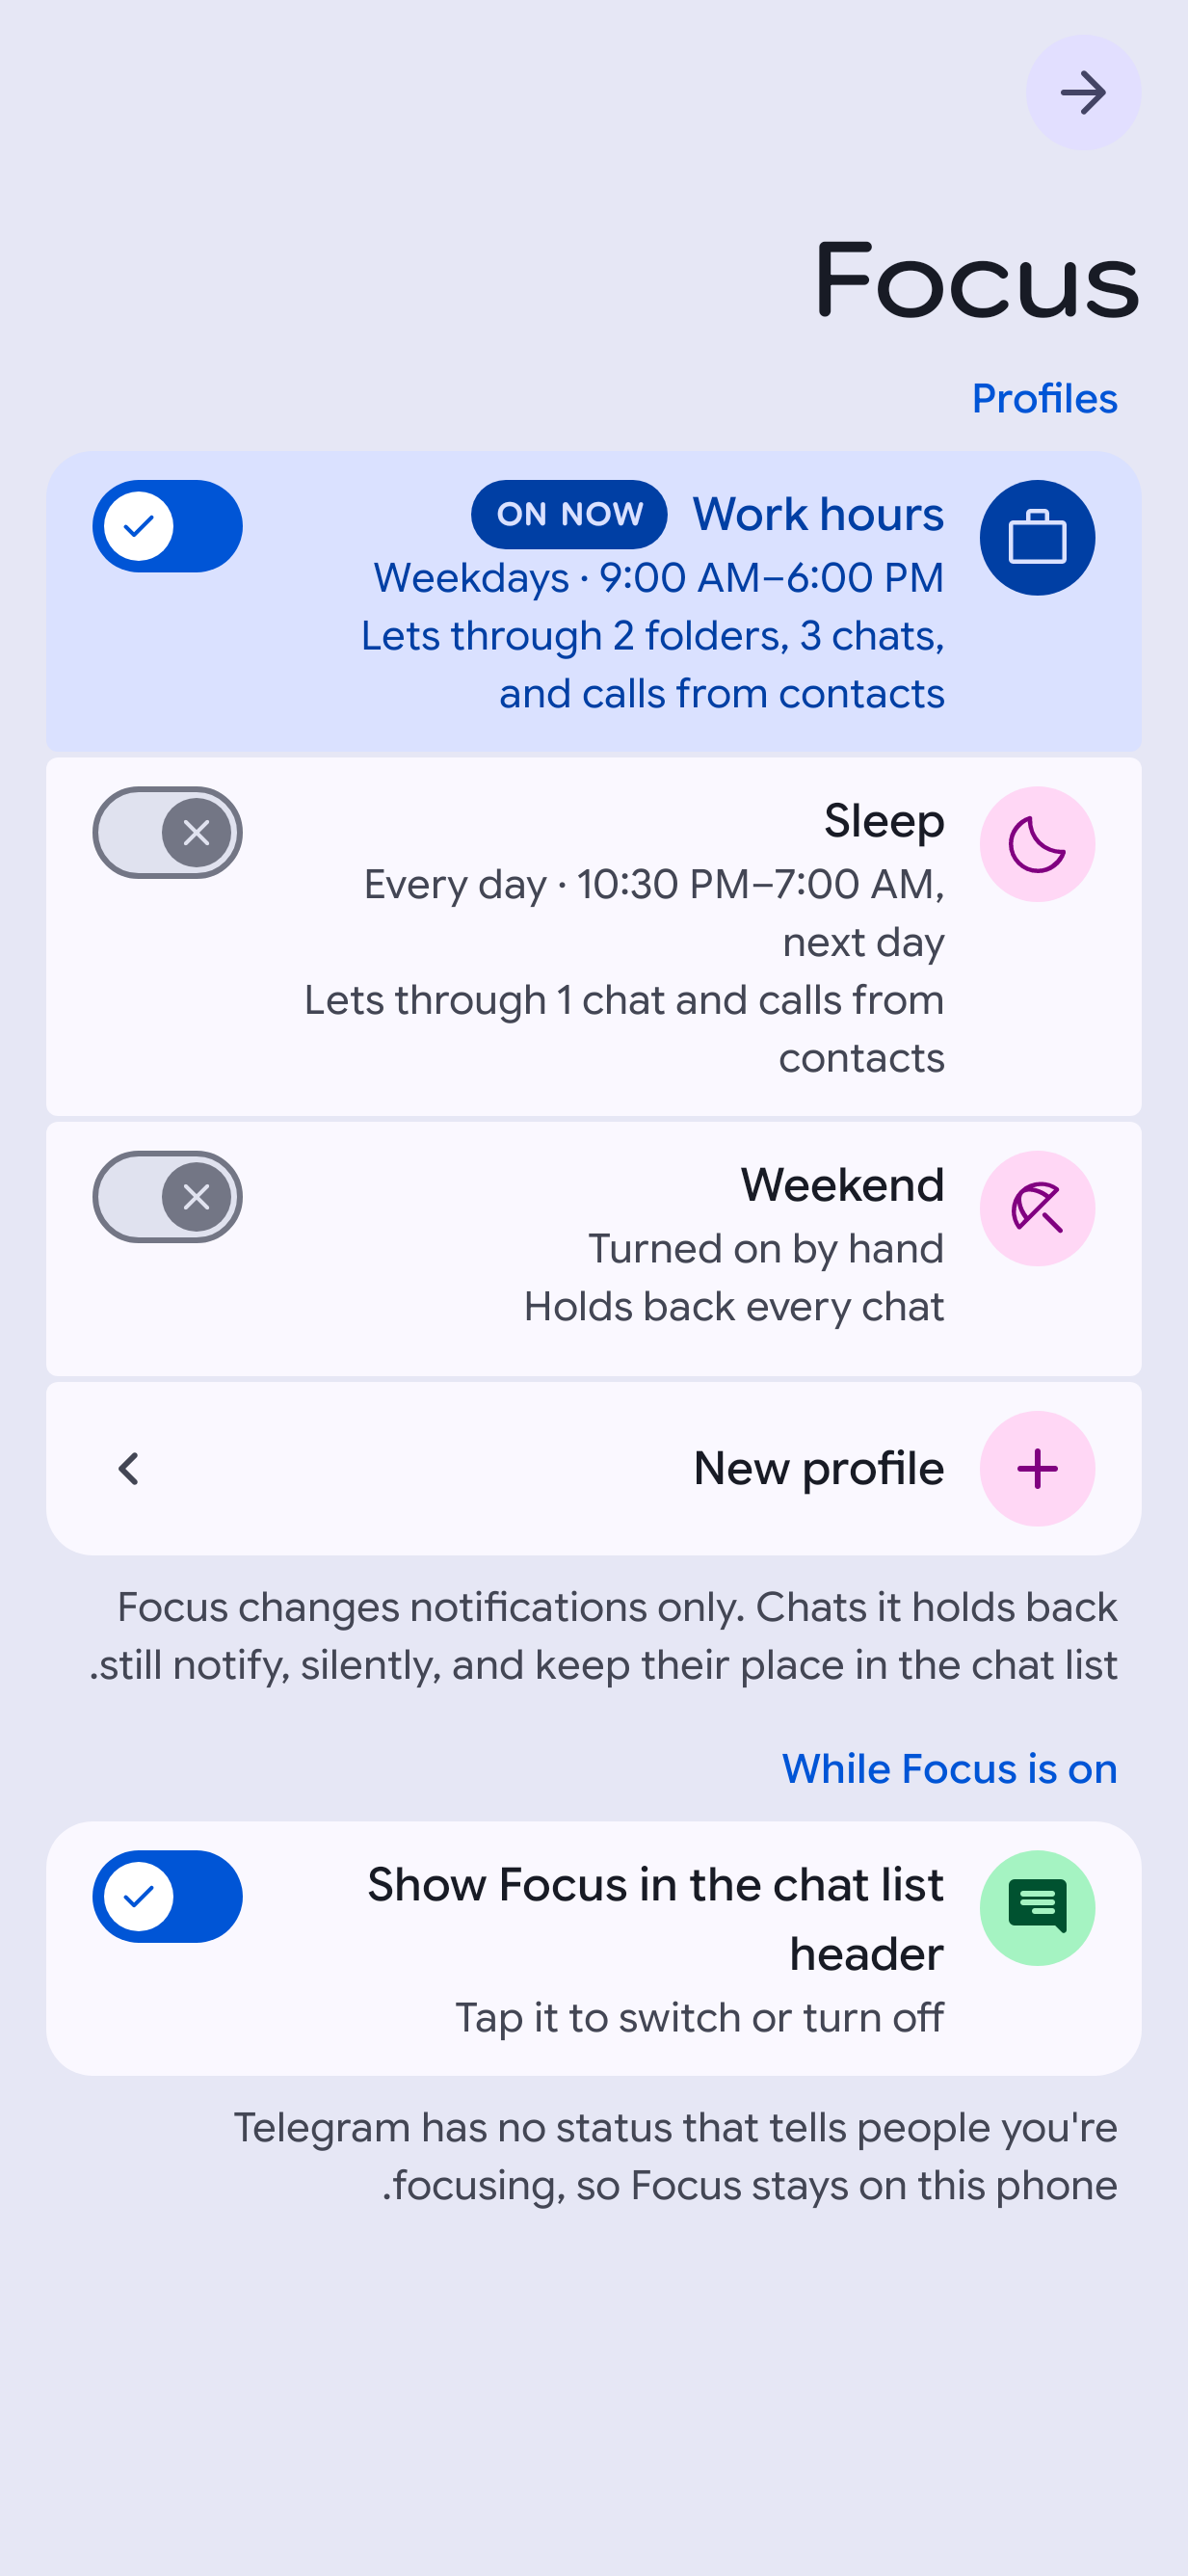 Focus
Profiles
Work hours ON NOW
Weekdays · 9:00 AM–6:00 PM
Lets through 2 folders, 3 chats,
and calls from contacts
Sleep
Every day · 10:30 PM–7:00 AM,
next day
Lets through 1 chat and calls from
contacts
Weekend
Turned on by hand
Holds back every chat
New profile
Focus changes notifications only. Chats it holds back
still notify, silently, and keep their place in the chat list.
While Focus is on
Show Focus in the chat list
header
Tap it to switch or turn off
Telegram has no status that tells people you're
focusing, so Focus stays on this phone.